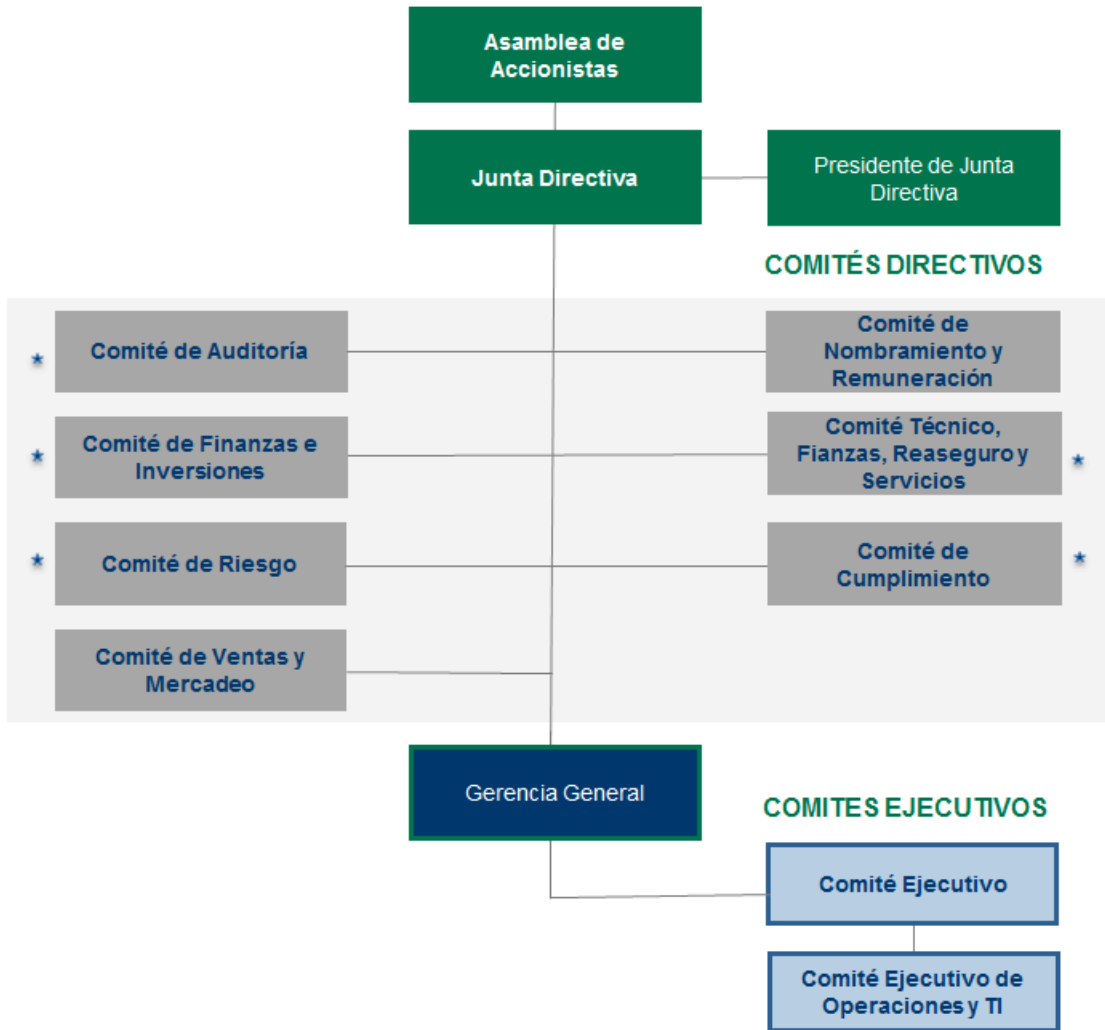 Asamblea de
Accionistas
Junta Directiva
Presidente de Junta
Directiva
COMITÉS DIRECTIVOS
* Comité de Auditoría
Comité de
Nombramiento y
Remuneración
* Comité de Finanzas e
Inversiones
Comité Técnico,
Fianzas, Reaseguro y
Servicios *
* Comité de Riesgo
Comité de
Cumplimiento *
Comité de Ventas y
Mercadeo
Gerencia General
COMITES EJECUTIVOS
Comité Ejecutivo
Comité Ejecutivo de
Operaciones y TI